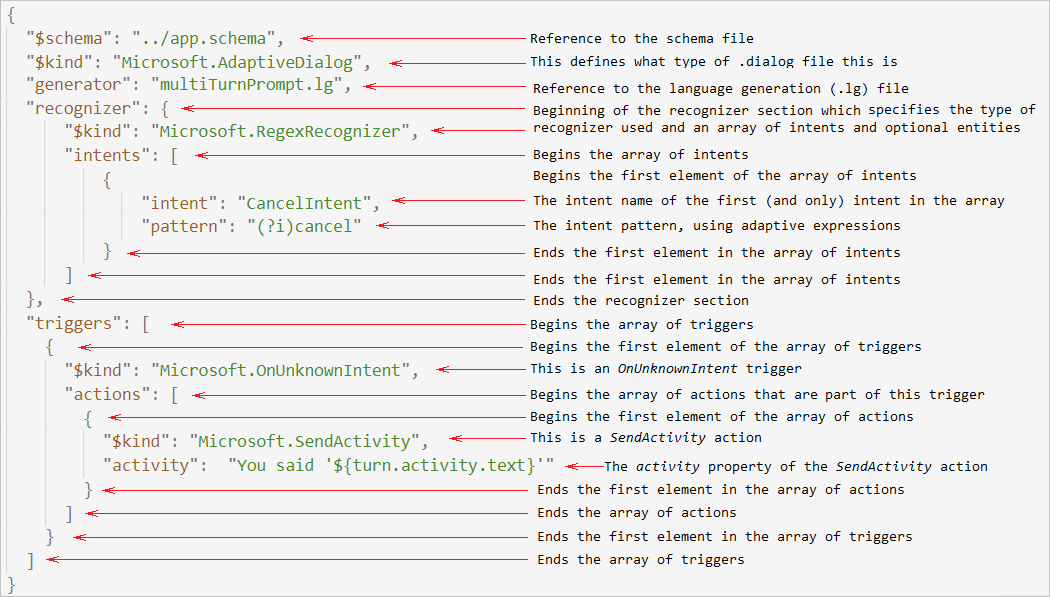 {
"$schema": "../app.schema", Reference to the schema file
"$kind": "Microsoft.AdaptiveDialog", This defines what type of .dialog file this is
"generator": "multiTurnPrompt.lg", Reference to the language generation (.lg) file
"recognizer": { Beginning of the recognizer section which specifies the type of
"$kind": "Microsoft.RegexRecognizer", recognizer used and an array of intents and optional entities
"intents": [ Begins the array of intents
{ Begins the first element of the array of intents
"intent": "CancelIntent", The intent name of the first (and only) intent in the array
"pattern": "(?i)cancel" The intent pattern, using adaptive expressions
} Ends the first element in the array of intents
] Ends the first element in the array of intents
}, Ends the recognizer section
"triggers": [ Begins the array of triggers
{ Begins the first element of the array of triggers
"$kind": "Microsoft.OnUnknownIntent", This is an OnUnknownIntent trigger
"actions": [ Begins the array of actions that are part of this trigger
{ Begins the first element of the array of actions
"$kind": "Microsoft.SendActivity", This is a SendActivity action
"activity": "You said '${turn.activity.text}'" The activity property of the SendActivity action
} Ends the first element in the array of actions
] Ends the array of actions
} Ends the first element in the array of triggers
] Ends the array of triggers
}